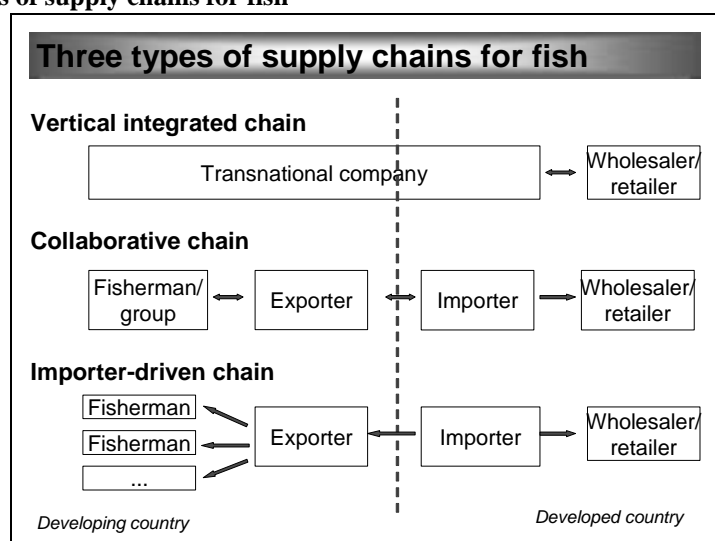 s of supply chains for fish
Three types of supply chains for fish
Vertical integrated chain
Transnational company
Wholesaler/
retailer
Collaborative chain
Fisherman/
group
Exporter
Importer
Wholesaler/
retailer
Importer-driven chain
Fisherman
Fisherman
...
Exporter
Importer
Wholesaler/
retailer
Developing country
Developed country